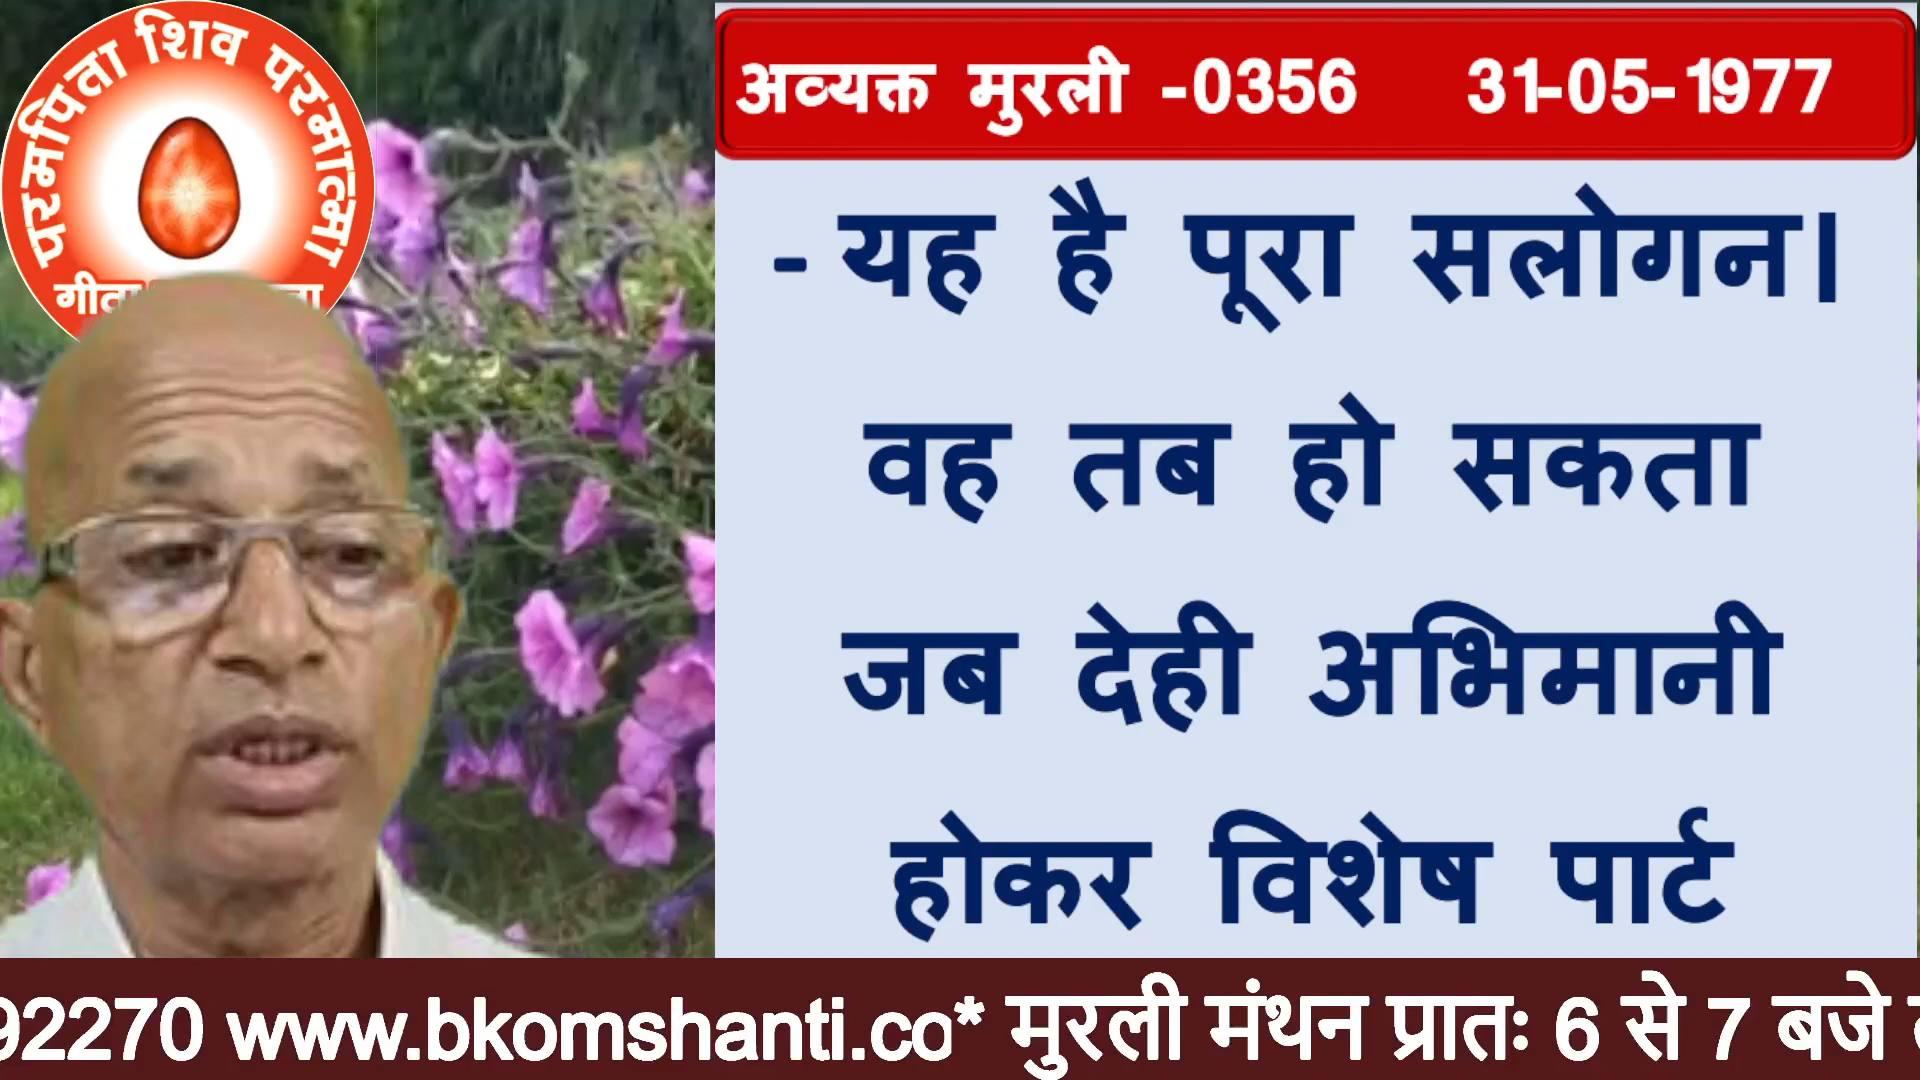 परमपिता शिव परमात्मा
अव्यक्त मुरली -0356 31-05-1977
- यह है पूरा सलोगन।
वह तब हो सकता
जब देही अभिमानी
होकर विशेष पार्ट
92270 www.bkomshanti.co* मुरली मंथन प्रातः 6 से 7 बजे